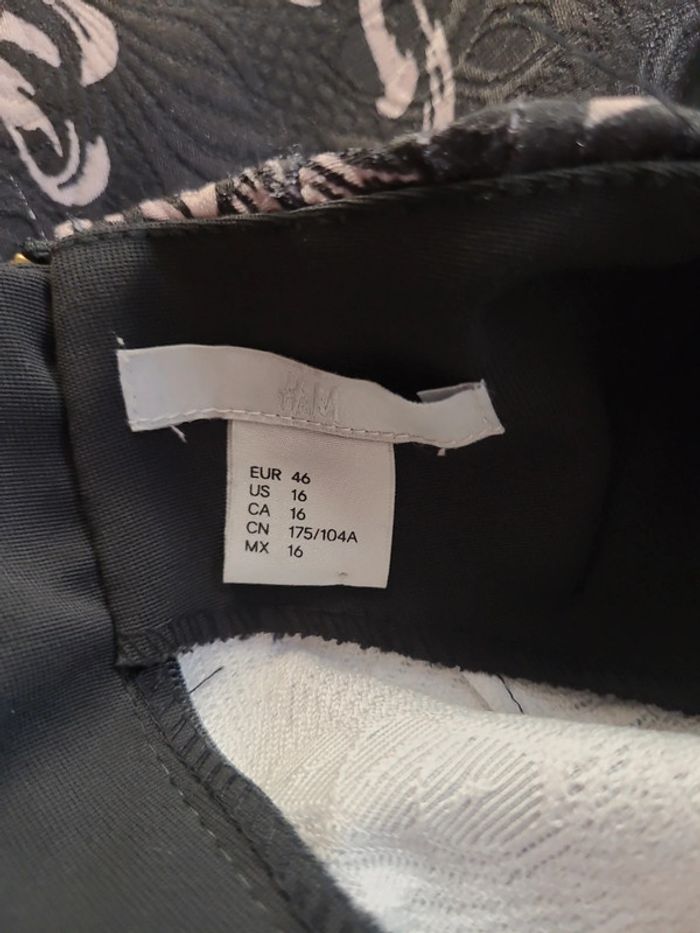 H&M
EUR 46
US 16
CA 16
CN 175/104A
MX 16